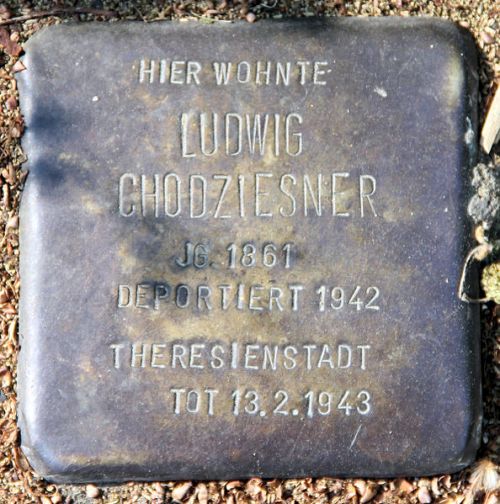 HIER WOHNTE
LUDWIG
CHODZIESNER
JG. 1861
DEPORTIERT 1942
THERESIENSTADT
TOT 13.2.1943